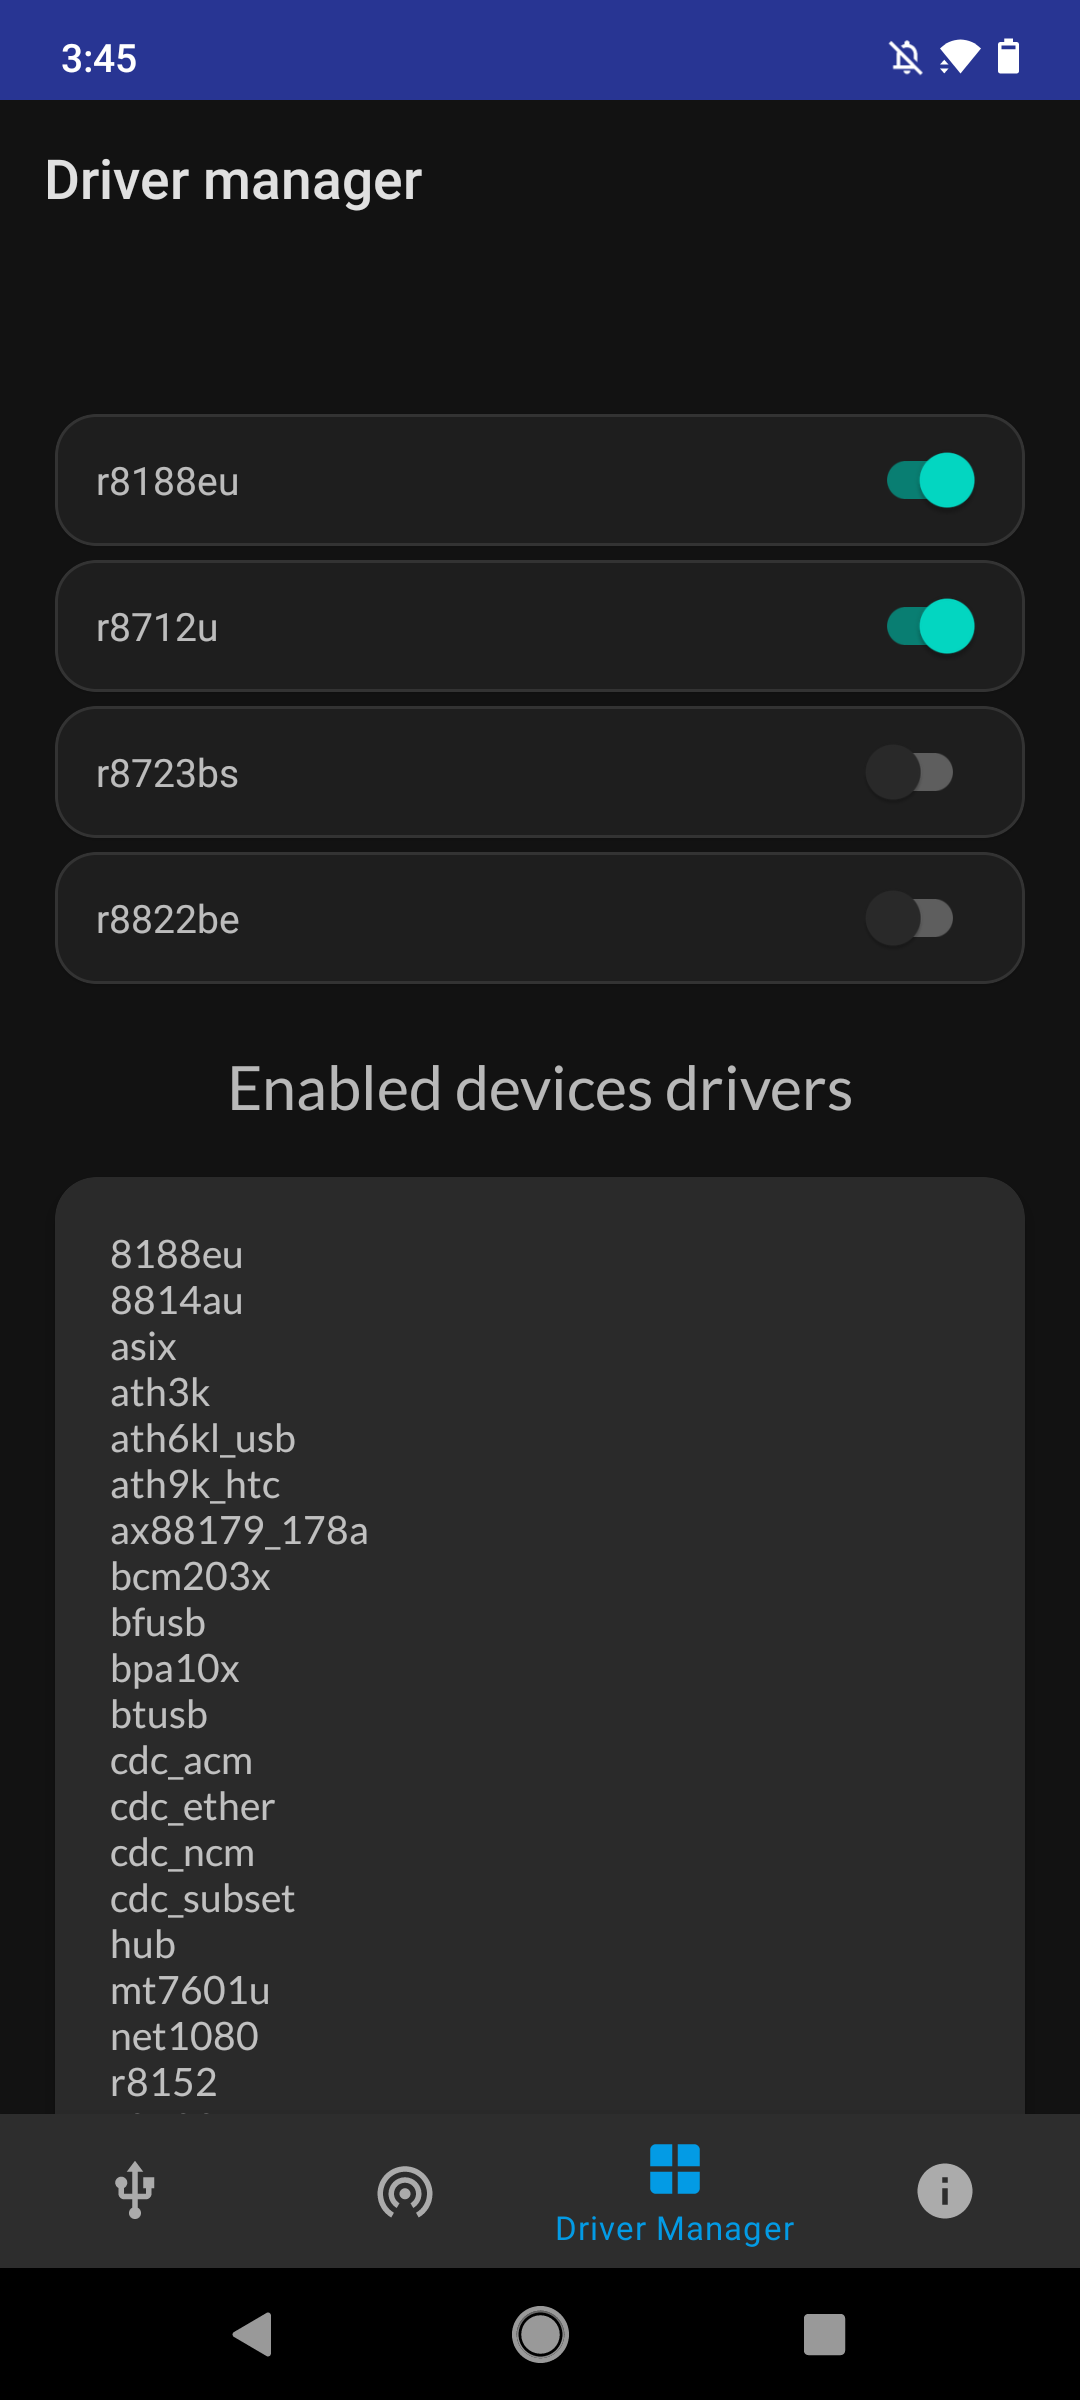 3:45
Driver manager
r8188eu
r8712u
r8723bs
r8822be
Enabled devices drivers
8188eu
8814au
asix
ath3k
ath6kl_usb
ath9k_htc
ax88179_178a
bcm203x
bfusb
bpa10x
btusb
cdc_acm
cdc_ether
cdc_ncm
cdc_subset
hub
mt7601u
net1080
r8152
Driver Manager